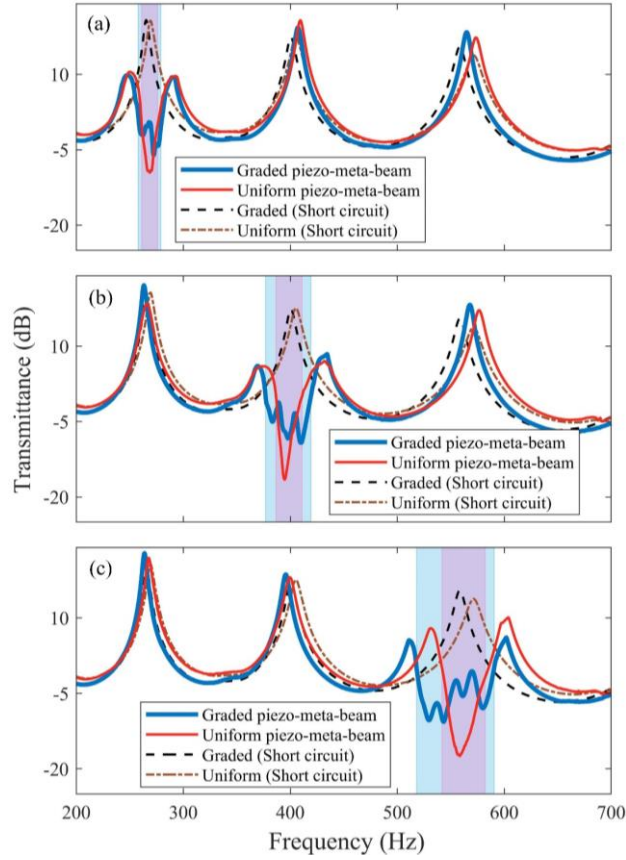 (a)
10
-5
-20
Graded piezo-meta-beam
Uniform piezo-meta-beam
Graded (Short circuit)
Uniform (Short circuit)
(b)
10
-5
-20
Graded piezo-meta-beam
Uniform piezo-meta-beam
Graded (Short circuit)
Uniform (Short circuit)
Transmittance (dB)
(c)
10
-5
-20
Graded piezo-meta-beam
Uniform piezo-meta-beam
Graded (Short circuit)
Uniform (Short circuit)
200 300 400 500 600 700
Frequency (Hz)